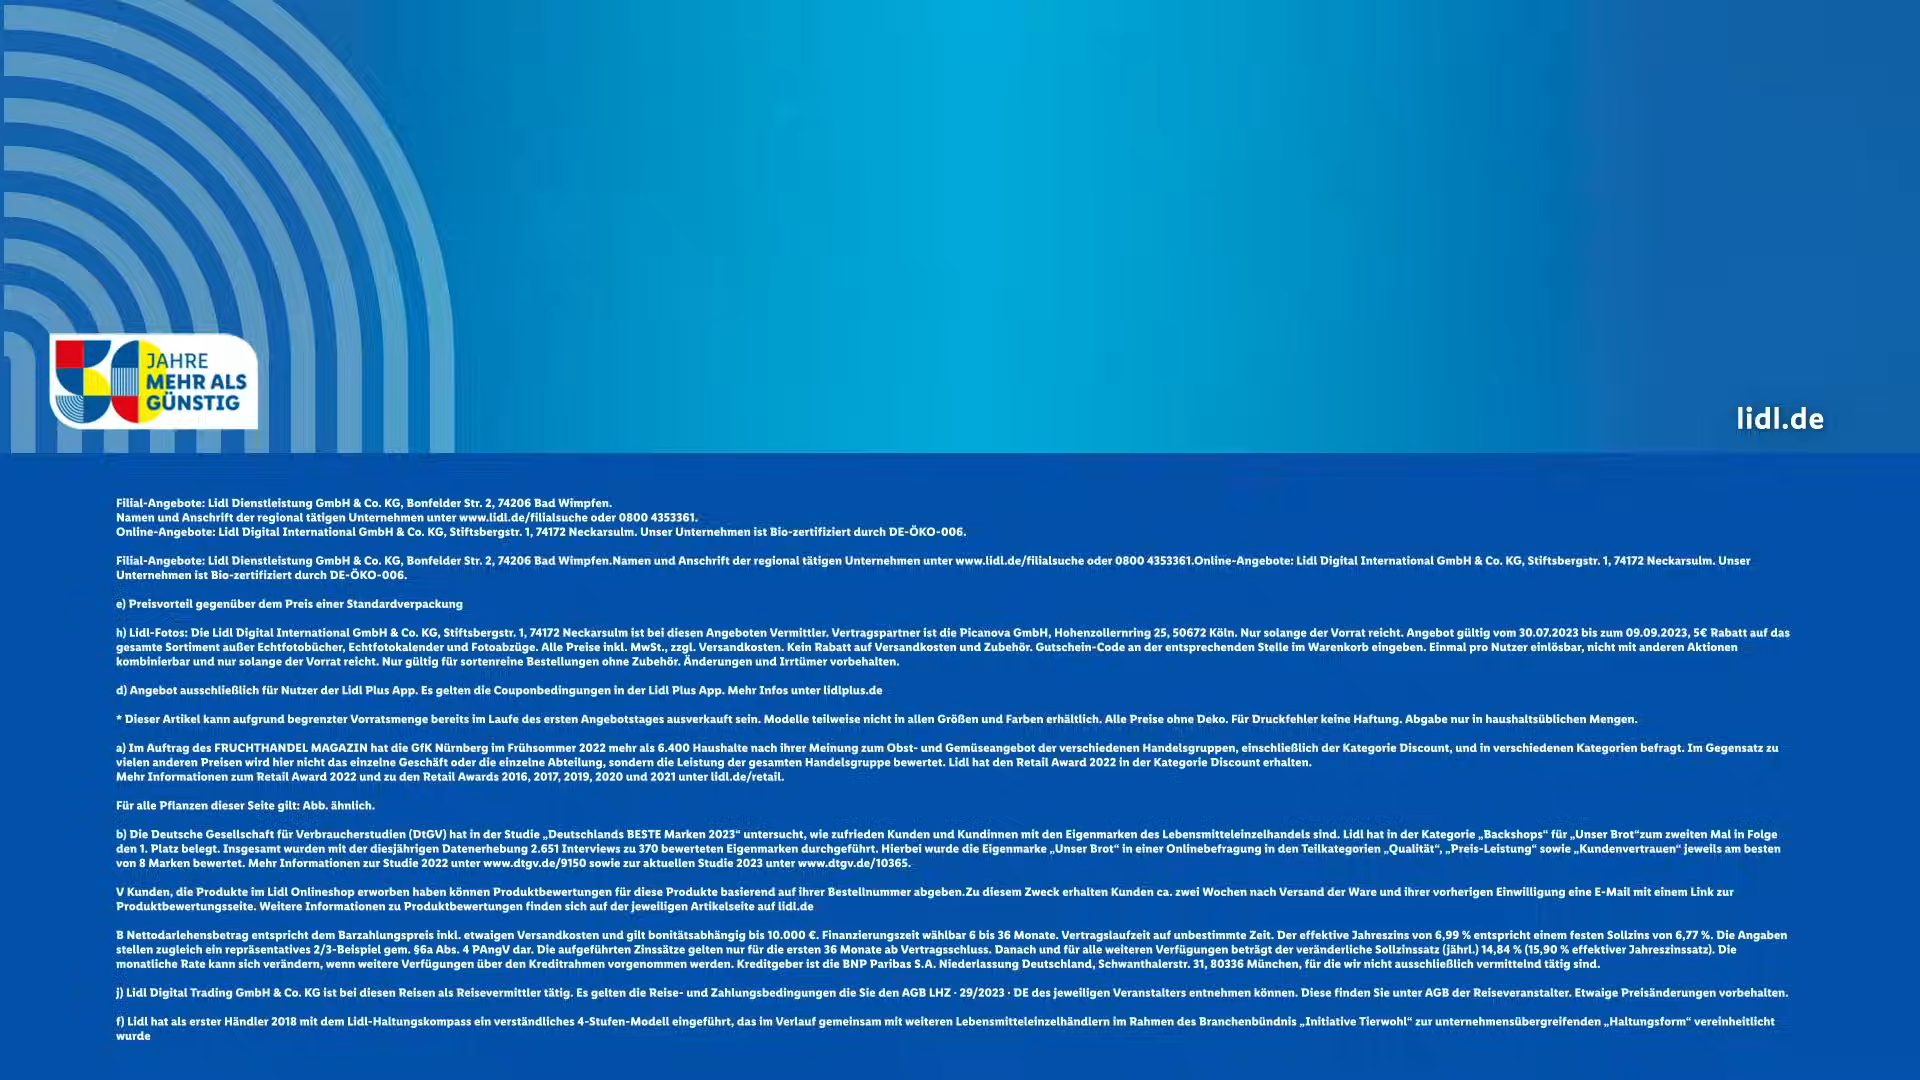 50 JAHRE
MEHR ALS
GÜNSTIG
lidl.de
Filial-Angebote: Lidl Dienstleistung GmbH & Co. KG, Bonfelder Str. 2, 74206 Bad Wimpfen.
Namen und Anschrift der regional tätigen Unternehmen unter www.lidl.de/filialsuche oder 0800 4353361.
Online-Angebote: Lidl Digital International GmbH & Co. KG, Stiftsbergstr. 1, 74172 Neckarsulm. Unser Unternehmen ist Bio-zertifiziert durch DE-ÖKO-006.
Filial-Angebote: Lidl Dienstleistung GmbH & Co. KG, Bonfelder Str. 2, 74206 Bad Wimpfen.Namen und Anschrift der regional tätigen Unternehmen unter www.lidl.de/filialsuche oder 0800 4353361.Online-Angebote: Lidl Digital International GmbH & Co. KG, Stiftsbergstr. 1, 74172 Neckarsulm. Unser
Unternehmen ist Bio-zertifiziert durch DE-ÖKO-006.
e) Preisvorteil gegenüber dem Preis einer Standardverpackung
h) Lidl-Fotos: Die Lidl Digital International GmbH & Co. KG, Stiftsbergstr. 1, 74172 Neckarsulm ist bei diesen Angeboten Vermittler. Vertragspartner ist die Picanova GmbH, Hohenzollernring 25, 50672 Köln. Nur solange der Vorrat reicht. Angebot gültig vom 30.07.2023 bis zum 09.09.2023, 5€ Rabatt auf das
gesamte Sortiment außer Echtfotobücher, Echtfotokalender und Fotoabzüge. Alle Preise inkl. MwSt., zzgl. Versandkosten. Kein Rabatt auf Versandkosten und Zubehör. Gutschein-Code an der entsprechenden Stelle im Warenkorb eingeben. Einmal pro Nutzer einlösbar, nicht mit anderen Aktionen
kombinierbar und nur solange der Vorrat reicht. Nur gültig für sortenreine Bestellungen ohne Zubehör. Änderungen und Irrtümer vorbehalten.
d) Angebot ausschließlich für Nutzer der Lidl Plus App. Es gelten die Couponbedingungen in der Lidl Plus App. Mehr Infos unter lidlplus.de
* Dieser Artikel kann aufgrund begrenzter Vorratsmenge bereits im Laufe des ersten Angebotstages ausverkauft sein. Modelle teilweise nicht in allen Größen und Farben erhältlich. Alle Preise ohne Deko. Für Druckfehler keine Haftung. Abgabe nur in haushaltsüblichen Mengen.
a) Im Auftrag des FRUCHTHANDEL MAGAZIN hat die GfK Nürnberg im Frühsommer 2022 mehr als 6.400 Haushalte nach ihrer Meinung zum Obst- und Gemüseangebot der verschiedenen Handelsgruppen, einschließlich der Kategorie Discount, und in verschiedenen Kategorien befragt. Im Gegensatz zu
vielen anderen Preisen wird hier nicht das einzelne Geschäft oder die einzelne Abteilung, sondern die Leistung der gesamten Handelsgruppe bewertet. Lidl hat den Retail Award 2022 in der Kategorie Discount erhalten.
Mehr Informationen zum Retail Award 2022 und zu den Retail Awards 2016, 2017, 2019, 2020 und 2021 unter lidl.de/retail.
Für alle Pflanzen dieser Seite gilt: Abb. ähnlich.
b) Die Deutsche Gesellschaft für Verbraucherstudien (DtGV) hat in der Studie „Deutschlands BESTE Marken 2023“ untersucht, wie zufrieden Kunden und Kundinnen mit den Eigenmarken des Lebensmitteleinzelhandels sind. Lidl hat in der Kategorie „Backshops“ für „Unser Brot“zum zweiten Mal in Folge
den 1. Platz belegt. Insgesamt wurden mit der diesjährigen Datenerhebung 2.651 Interviews zu 370 bewerteten Eigenmarken durchgeführt. Hierbei wurde die Eigenmarke „Unser Brot“ in einer Onlinebefragung in den Teilkategorien „Qualität“, „Preis-Leistung“ sowie „Kundenvertrauen“ jeweils am besten
von 8 Marken bewertet. Mehr Informationen zur Studie 2022 unter www.dtgv.de/9150 sowie zur aktuellen Studie 2023 unter www.dtgv.de/10365.
V Kunden, die Produkte im Lidl Onlineshop erworben haben können Produktbewertungen für diese Produkte basierend auf ihrer Bestellnummer abgeben.Zu diesem Zweck erhalten Kunden ca. zwei Wochen nach Versand der Ware und ihrer vorherigen Einwilligung eine E-Mail mit einem Link zur
Produktbewertungsseite. Weitere Informationen zu Produktbewertungen finden sich auf der jeweiligen Artikelseite auf lidl.de
B Nettodarlehensbetrag entspricht dem Barzahlungspreis inkl. etwaigen Versandkosten und gilt bonitätsabhängig bis 10.000 €. Finanzierungszeit wählbar 6 bis 36 Monate. Vertragslaufzeit auf unbestimmte Zeit. Der effektive Jahreszins von 6,99 % entspricht einem festen Sollzins von 6,77 %. Die Angaben
stellen zugleich ein repräsentatives 2/3-Beispiel gem. §6a Abs. 4 PAngV dar. Die aufgeführten Zinssätze gelten nur für die ersten 36 Monate ab Vertragsschluss. Danach und für alle weiteren Verfügungen beträgt der veränderliche Sollzinssatz (jährl.) 14,84 % (15,90 % effektiver Jahreszinssatz). Die
monatliche Rate kann sich verändern, wenn weitere Verfügungen über den Kreditrahmen vorgenommen werden. Kreditgeber ist die BNP Paribas S.A. Niederlassung Deutschland, Schwanthalerstr. 31, 80336 München, für die wir nicht ausschließlich vermittelnd tätig sind.
j) Lidl Digital Trading GmbH & Co. KG ist bei diesen Reisen als Reisevermittler tätig. Es gelten die Reise- und Zahlungsbedingungen die Sie den AGB LHZ · 29/2023 · DE des jeweiligen Veranstalters entnehmen können. Diese finden Sie unter AGB der Reiseveranstalter. Etwaige Preisänderungen vorbehalten.
f) Lidl hat als erster Händler 2018 mit dem Lidl-Haltungskompass ein verständliches 4-Stufen-Modell eingeführt, das im Verlauf gemeinsam mit weiteren Lebensmitteleinzelhändlern im Rahmen des Branchenbündnis „Initiative Tierwohl“ zur unternehmensübergreifenden „Haltungsform“ vereinheitlicht
wurde